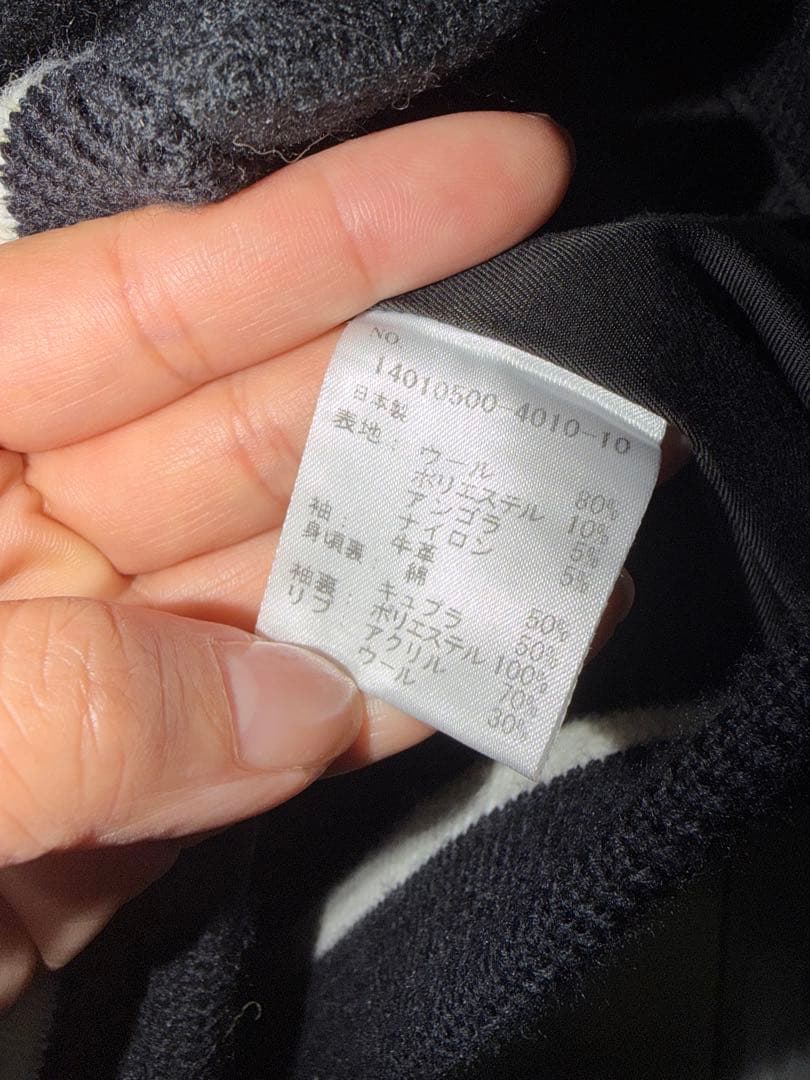 NO
14010500-4010-10
日本製
表地: ウール 80%
ポリエステル 10%
アンゴラ 5%
ナイロン 5%
袖: 牛革
身頃裏: 綿 50%
キュプラ 50%
袖裏: ポリエステル 100%
リブ: アクリル 70%
ウール 30%